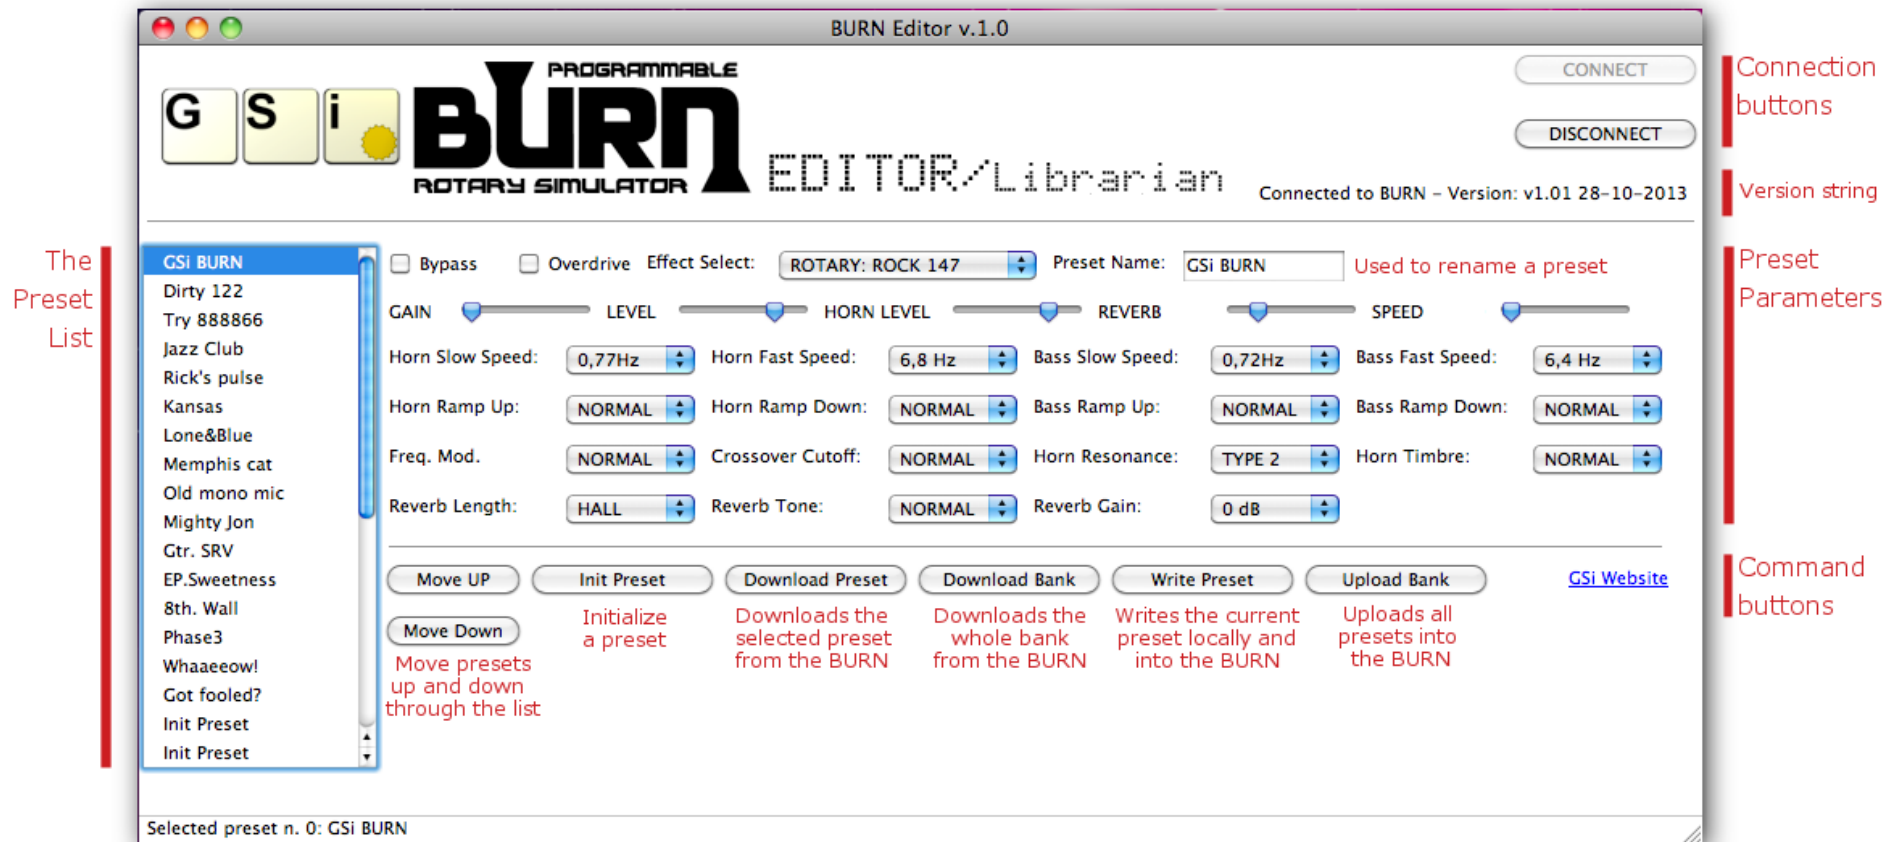 BURN Editor v.1.0
GSi
PROGRAMMABLE
BURN
ROTARY SIMULATOR
EDITOR/Librarian
CONNECT
DISCONNECT
Connected to BURN – Version: v1.01 28-10-2013
Connection
buttons
Version string
The
Preset
List
GSi BURN
Dirty 122
Try 888866
Jazz Club
Rick's pulse
Kansas
Lone&Blue
Memphis cat
Old mono mic
Mighty Jon
Gtr. SRV
EP.Sweetness
8th. Wall
Phase3
Whaaeeow!
Got fooled?
Init Preset
Init Preset
Bypass Overdrive Effect Select: ROTARY: ROCK 147 Preset Name: GSi BURN Used to rename a preset
GAIN LEVEL HORN LEVEL REVERB SPEED
Horn Slow Speed: 0,77Hz Horn Fast Speed: 6,8 Hz Bass Slow Speed: 0,72Hz Bass Fast Speed: 6,4 Hz
Horn Ramp Up: NORMAL Horn Ramp Down: NORMAL Bass Ramp Up: NORMAL Bass Ramp Down: NORMAL
Freq. Mod. NORMAL Crossover Cutoff: NORMAL Horn Resonance: TYPE 2 Horn Timbre: NORMAL
Reverb Length: HALL Reverb Tone: NORMAL Reverb Gain: 0 dB
Preset
Parameters
Move UP
Move Down
Move presets
up and down
through the list
Init Preset
Initialize
a preset
Download Preset
Downloads the
selected preset
from the BURN
Download Bank
Downloads the
whole bank
from the BURN
Write Preset
Writes the current
preset locally and
into the BURN
Upload Bank
Uploads all
presets into
the BURN
GSi Website
Command
buttons
Selected preset n. 0: GSi BURN